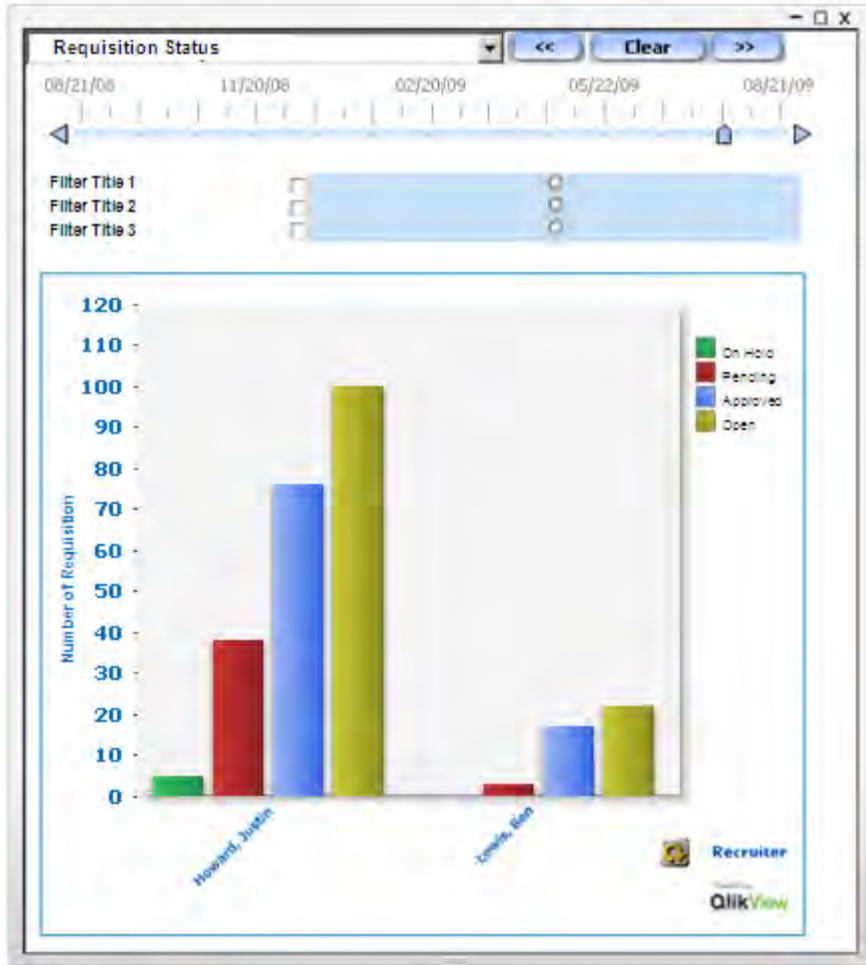 Requisition Status
<< Clear >>
08/21/08 11/20/08 02/20/09 05/22/09 08/21/09
Filter Title 1
Filter Title 2
Filter Title 3
120
110
100
90
80
70
60
50
40
30
20
10
0
Number of Requisition
On Hold
Pending
Approved
Open
Howard, Justin
Lewis, Ben
Recruiter
QlikView